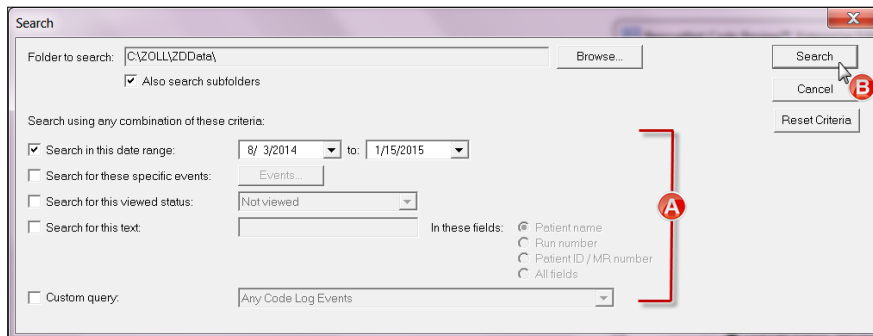 Search
Folder to search: C:\ZOLL\ZDData\ Browse... Search
Also search subfolders
Cancel B
Search using any combination of these criteria: Reset Criteria
Search in this date range: 8/ 3/2014 to: 1/15/2015
Search for these specific events: Events...
Search for this viewed status: Not viewed
A
Search for this text: In these fields: Patient name
Run number
Patient ID / MR number
All fields
Custom query: Any Code Log Events